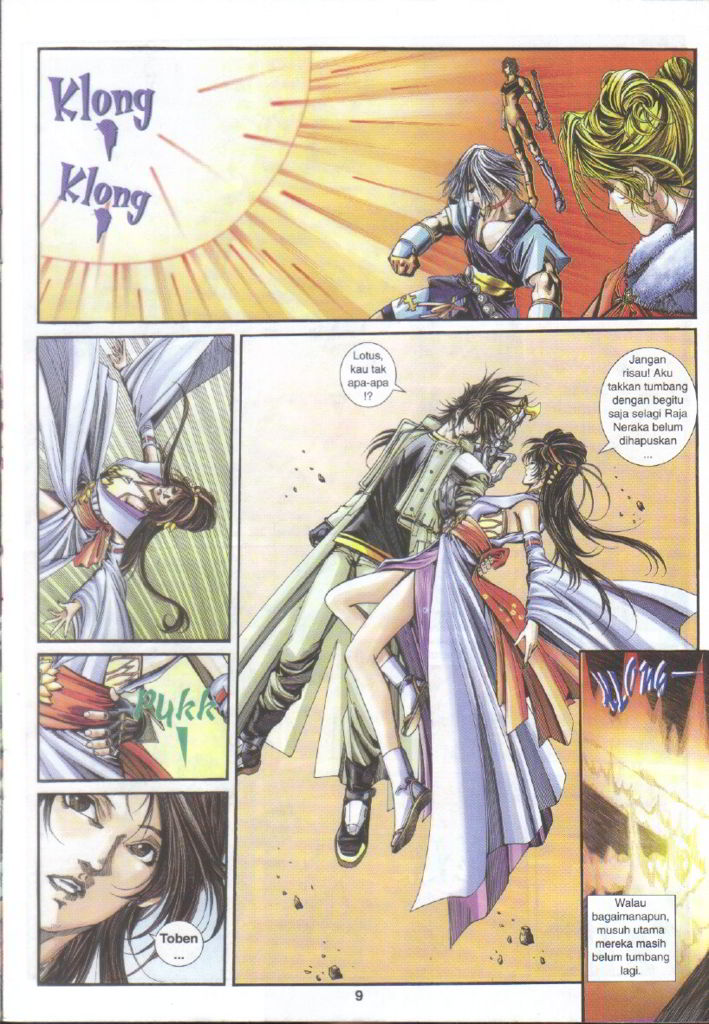 Klong
!
Klong
!
Lotus,
kau tak
apa-apa
!?
Jangan
risau! Aku
takkan tumbang
dengan begitu
saja selagi Raja
Neraka belum
dihapuskan
...
Pukk
!
Toben
...
KLONG
Walau
bagaimanapun,
musuh utama
mereka masih
belum tumbang
lagi.
9